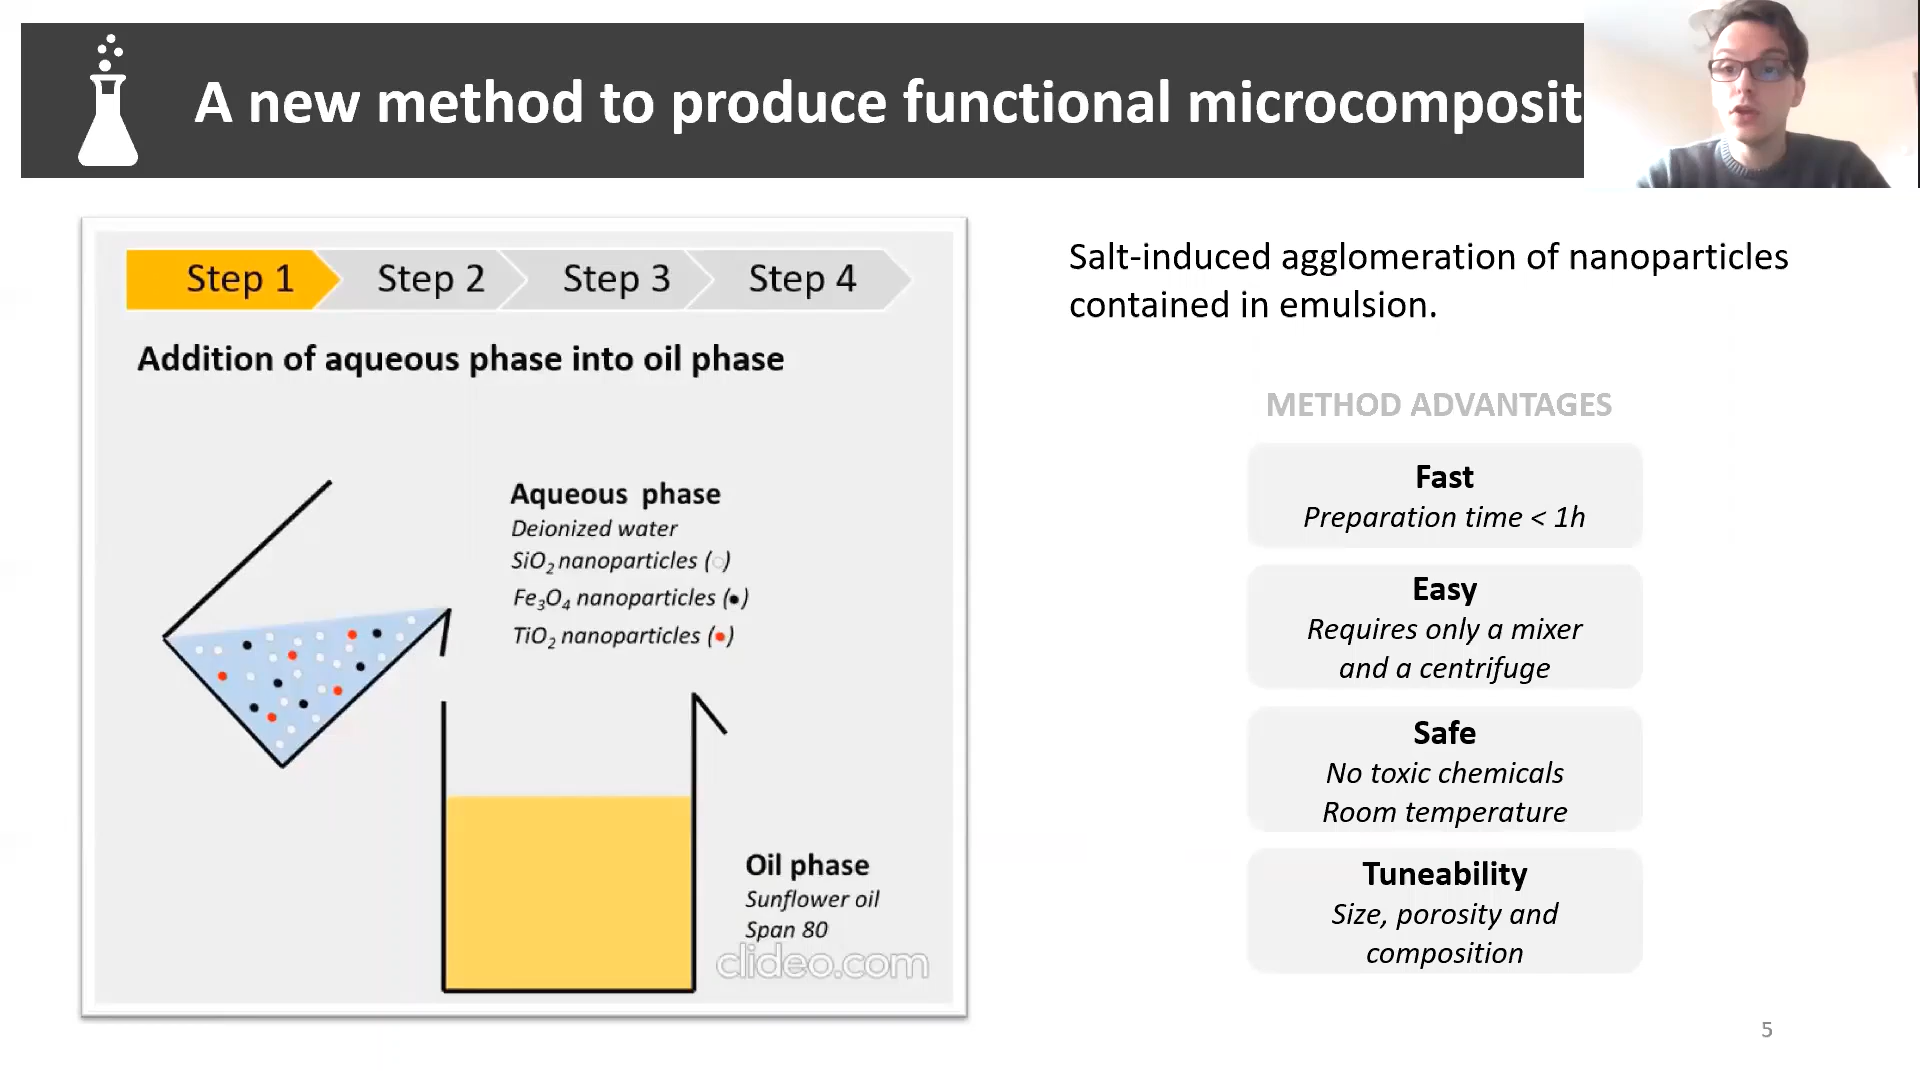 A new method to produce functional microcomposit
Step 1
Step 2
Step 3
Step 4
Addition of aqueous phase into oil phase
Aqueous phase
Deionized water
SiO₂ nanoparticles ( )
Fe₃O₄ nanoparticles (•)
TiO₂ nanoparticles (•)
Oil phase
Sunflower oil
Span 80
clideo.com
Salt-induced agglomeration of nanoparticles
contained in emulsion.
METHOD ADVANTAGES
Fast
Preparation time < 1h
Easy
Requires only a mixer
and a centrifuge
Safe
No toxic chemicals
Room temperature
Tuneability
Size, porosity and
composition
5